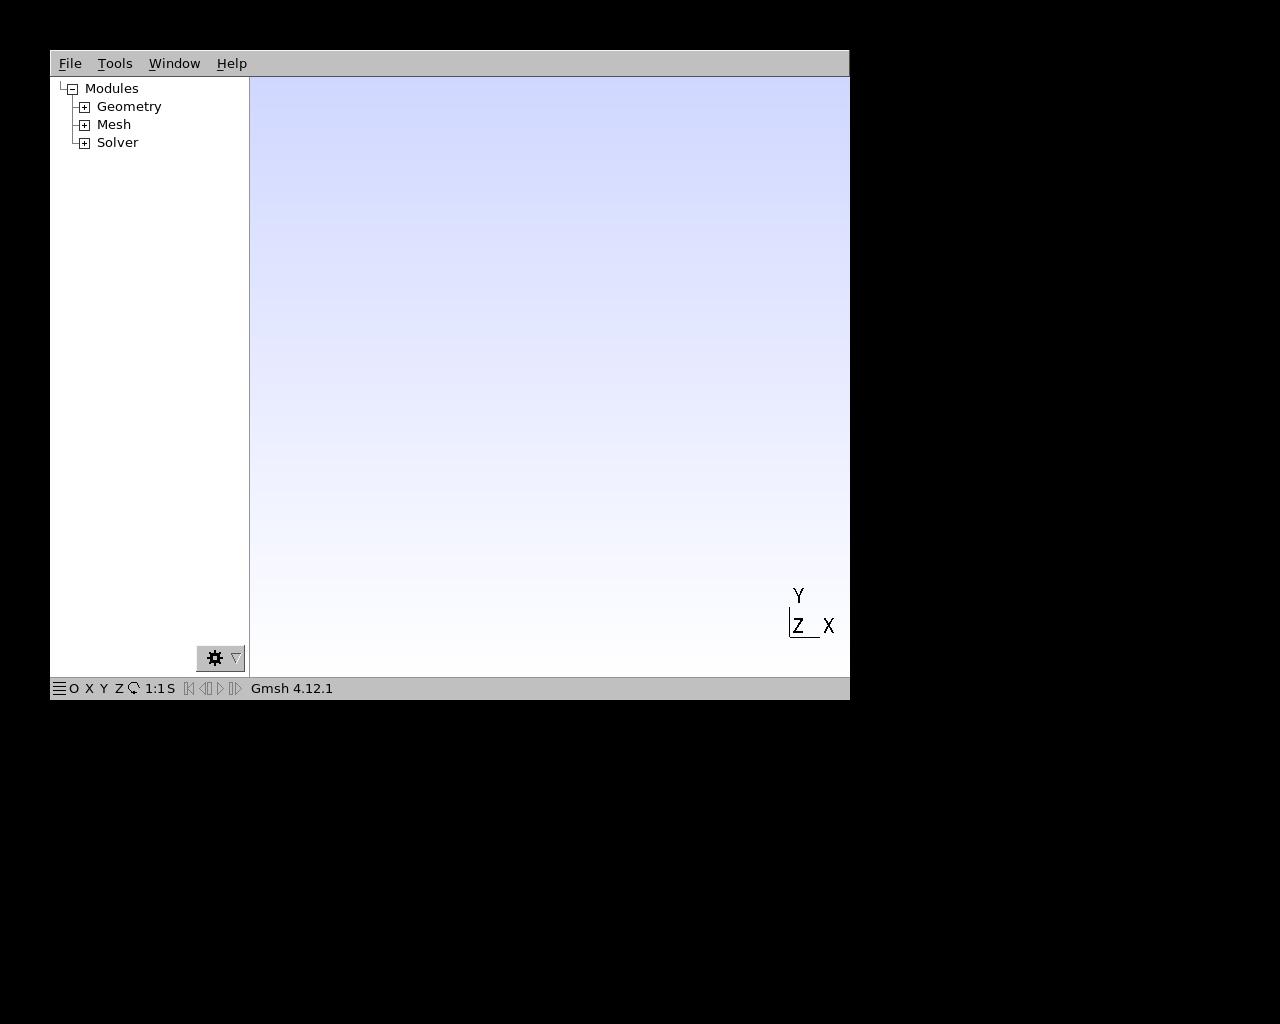 File Tools Window Help
Modules
Geometry
Mesh
Solver
Y
Z X
O X Y Z 1:1 S Gmsh 4.12.1